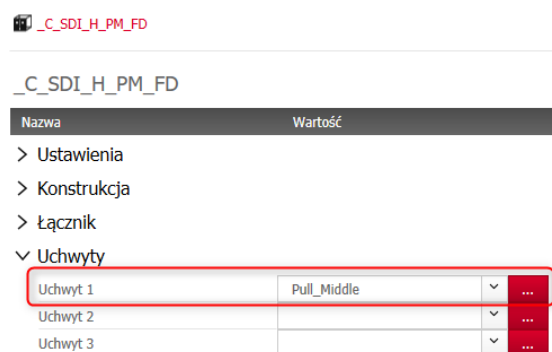 _C_SDI_H_PM_FD
_C_SDI_H_PM_FD
Nazwa Wartość
> Ustawienia
> Konstrukcja
> Łącznik
Uchwyty
Uchwyt 1 Pull_Middle ...
Uchwyt 2 ...
Uchwyt 3 ...